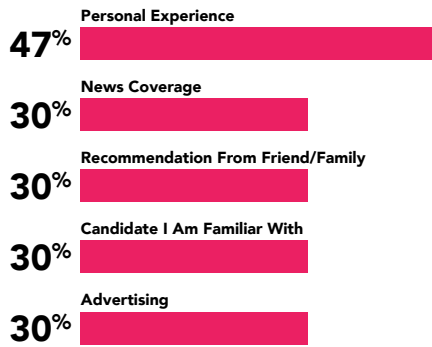 Personal Experience
47%
News Coverage
30%
Recommendation From Friend/Family
30%
Candidate I Am Familiar With
30%
Advertising
30%